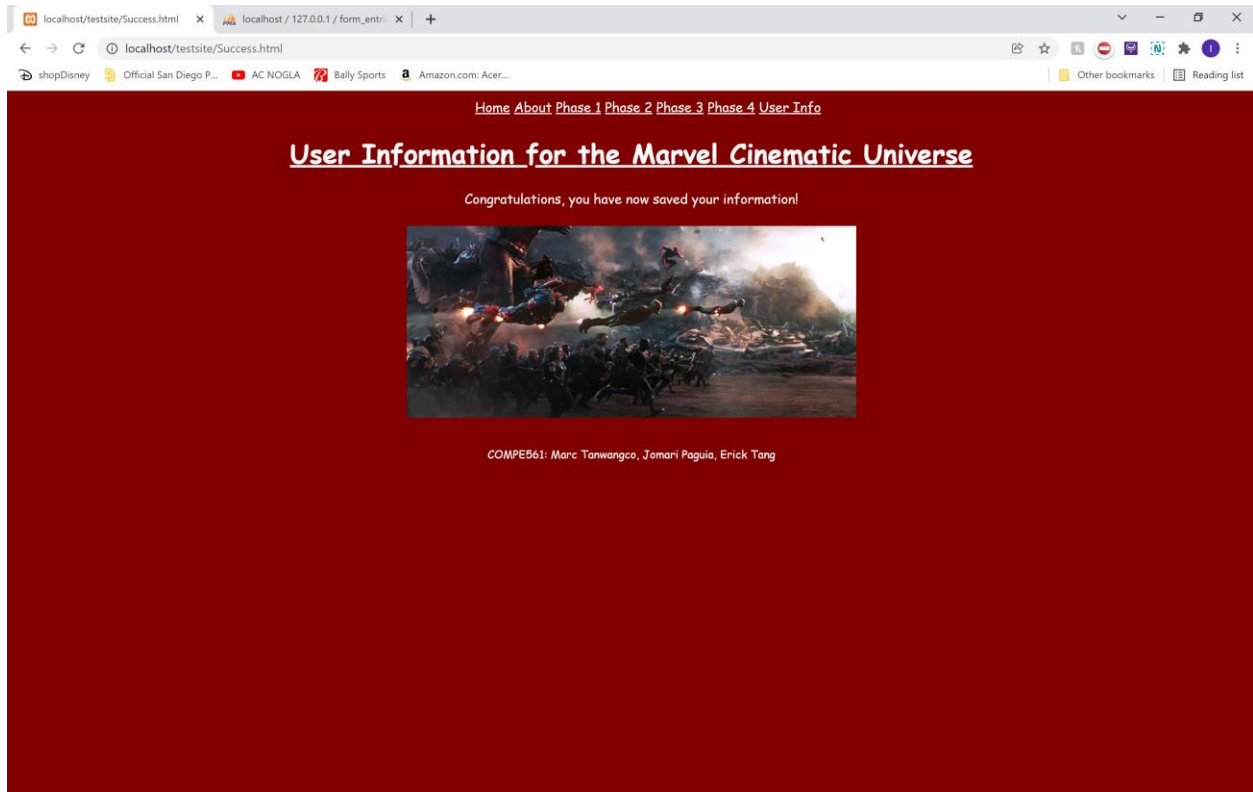 localhost/testsite/Success.html
localhost / 127.0.0.1 / form_entri
localhost/testsite/Success.html
shopDisney Official San Diego P... AC NOGLA Bally Sports Amazon.com: Acer... Other bookmarks Reading list
Home About Phase 1 Phase 2 Phase 3 Phase 4 User Info
User Information for the Marvel Cinematic Universe
Congratulations, you have now saved your information!
COMPE561: Marc Tanwangco, Jomari Paguia, Erick Tang